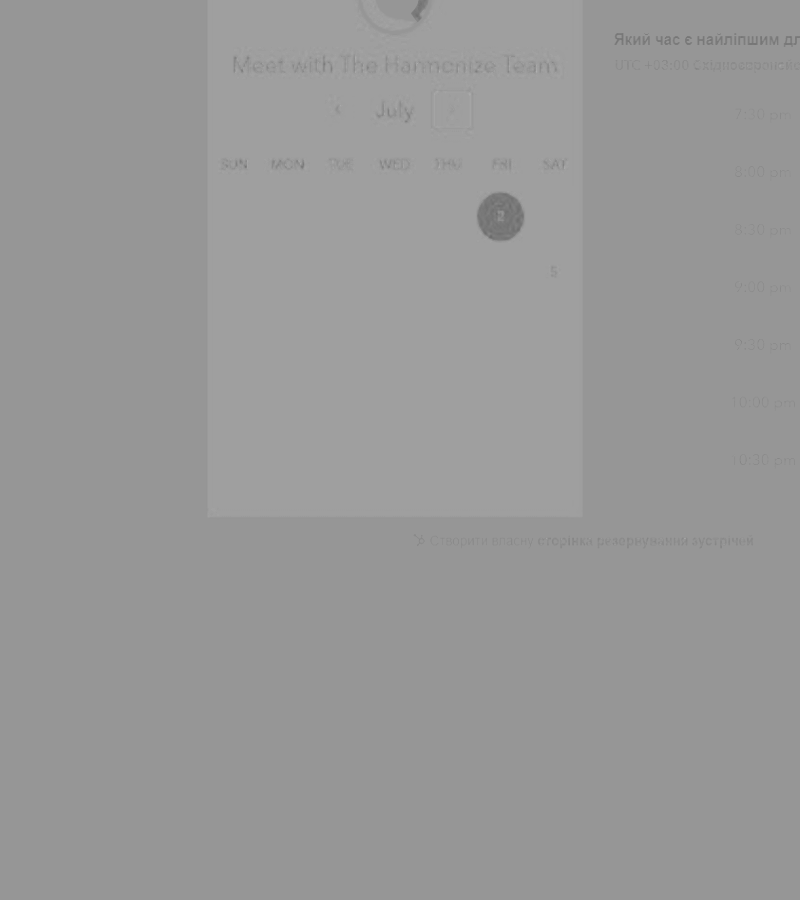 Meet with The Harmonize Team
July
SUN MON TUE WED THU FRI SAT
2
5
Який час є найліпшим
UTC +03:00
7:30 pm
8:00 pm
8:30 pm
9:00 pm
9:30 pm
10:00 pm
10:30 pm
Створити власну сторінка резервування зустрічей